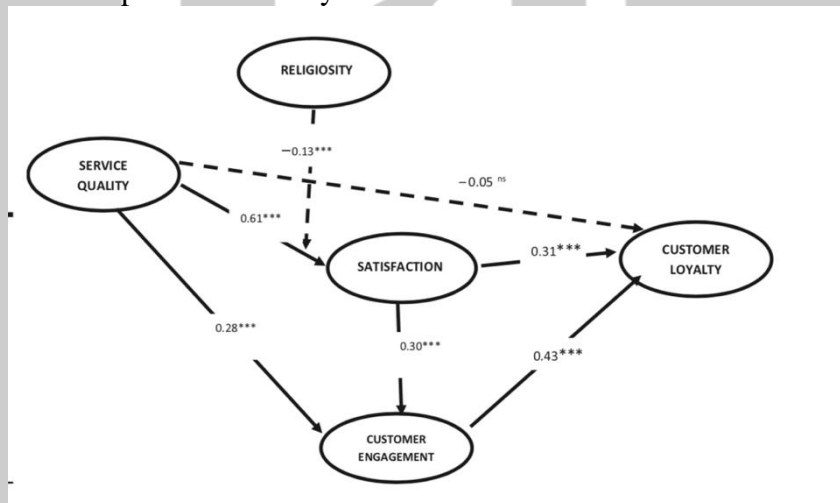 RELIGIOSITY
−0.13***
SERVICE
QUALITY
−0.05 ns
0.61***
SATISFACTION
0.31***
CUSTOMER
LOYALTY
0.28***
0.30***
0.43***
CUSTOMER
ENGAGEMENT